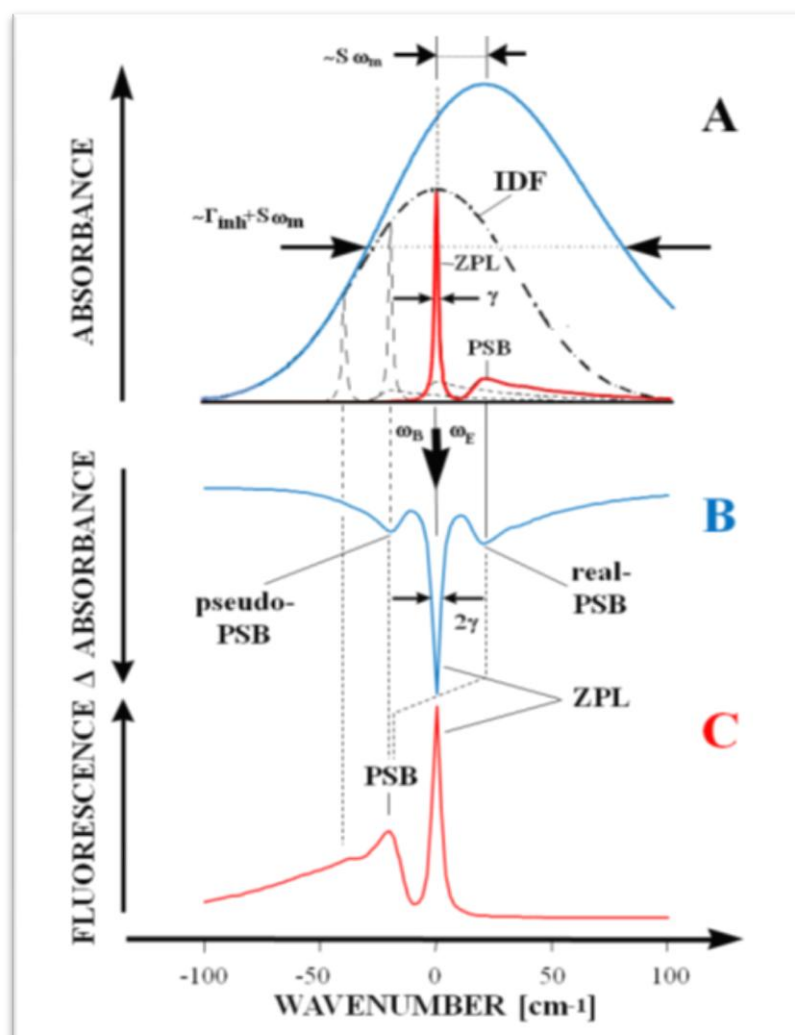 ~S ωm
A
ABSORBANCE
IDF
~Γinh+Sωm
~ZPL
γ
PSB
ωB ωE
B
Δ ABSORBANCE
pseudo-
PSB
real-
PSB
2γ
ZPL
C
FLUORESCENCE
PSB
-100 -50 0 50 100
WAVENUMBER [cm-1]